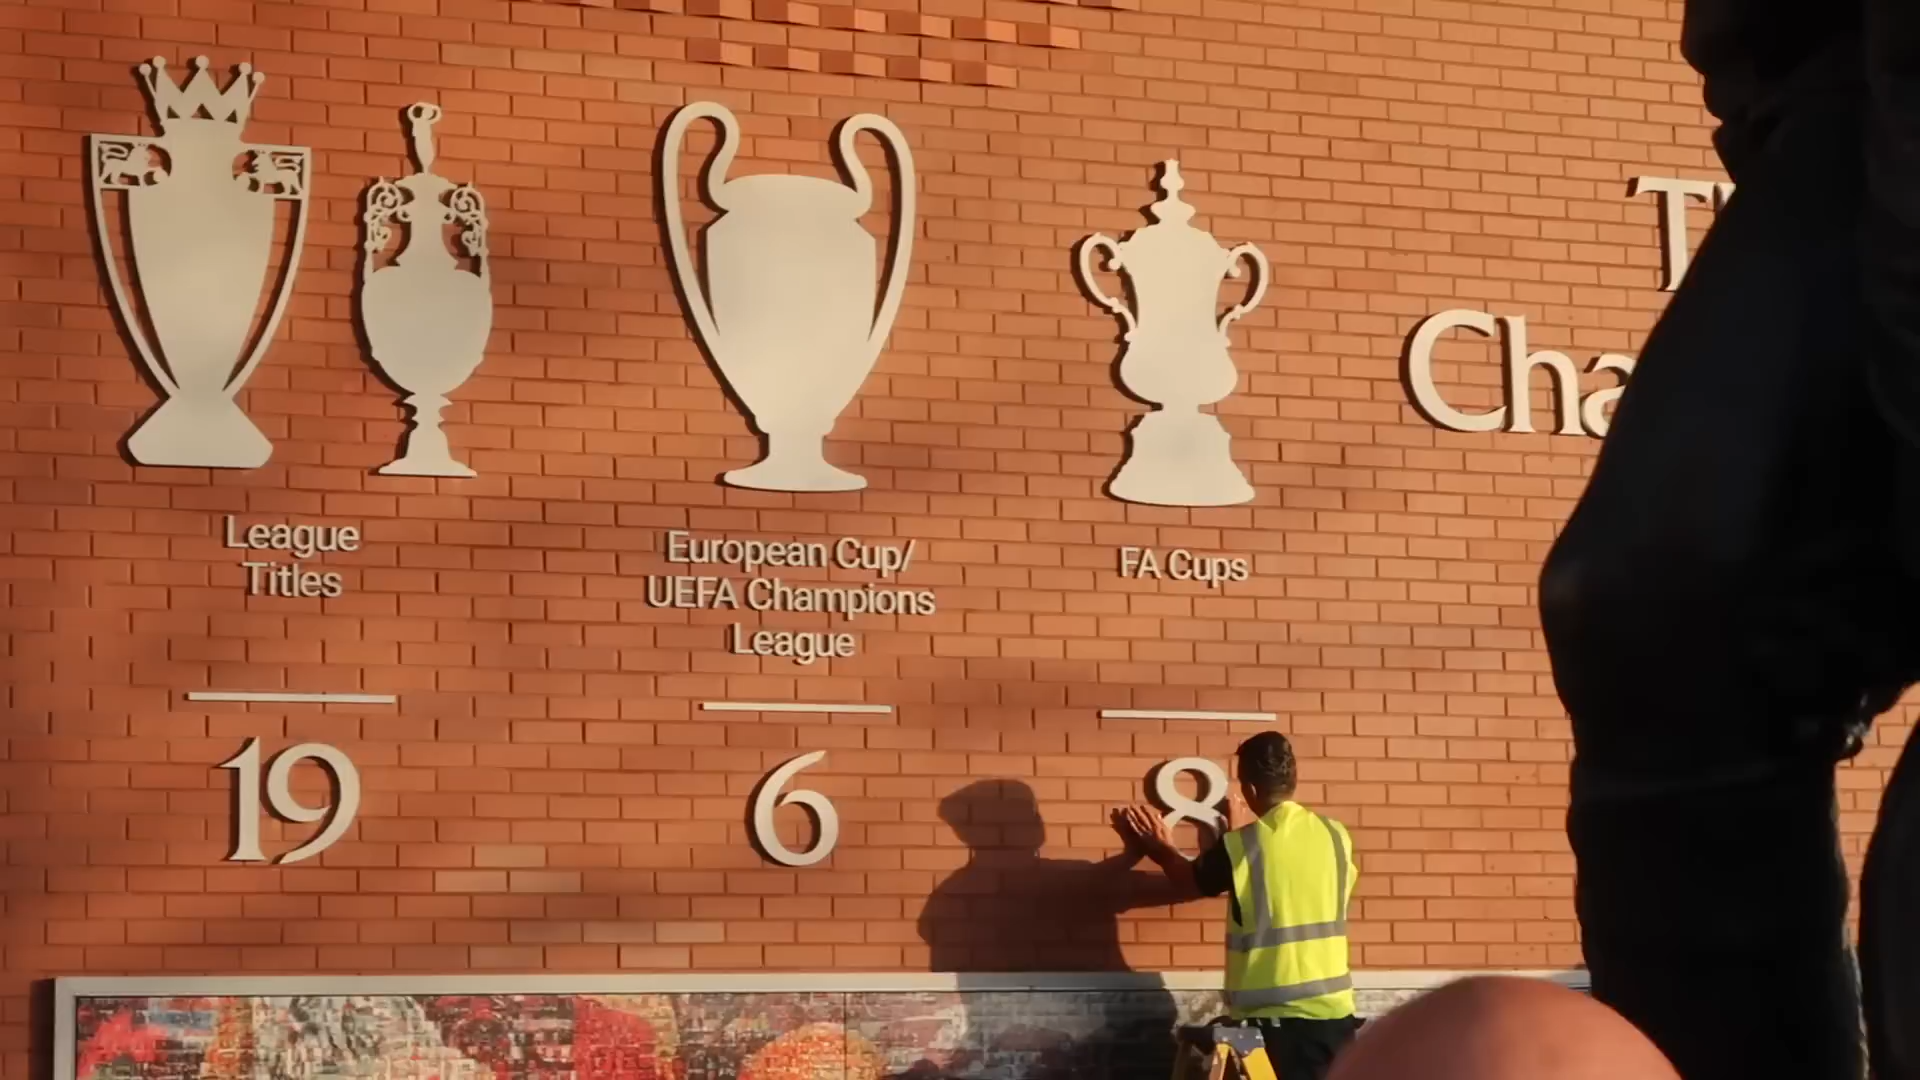 League
Titles
19
European Cup/
UEFA Champions
League
6
FA Cups
8